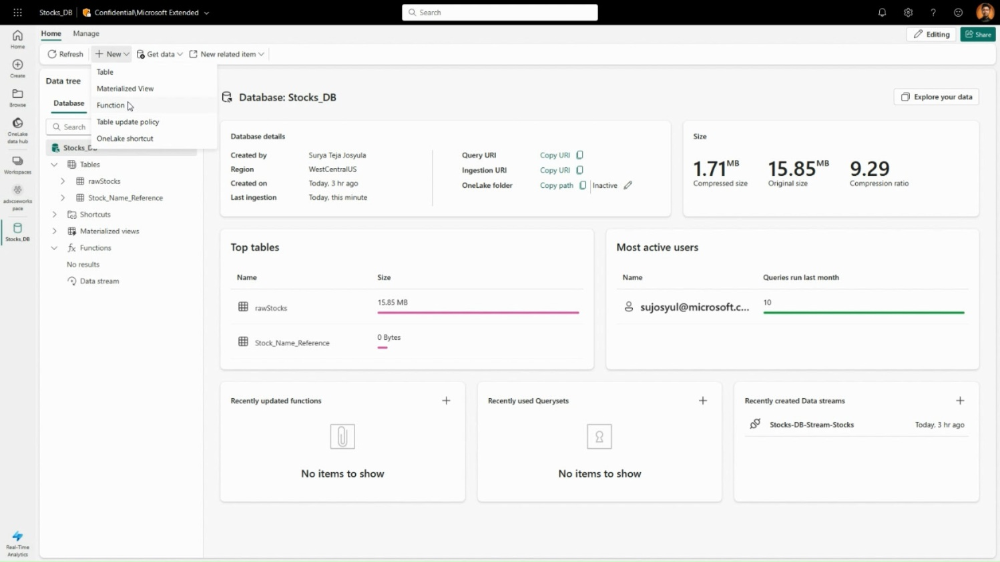 Stocks_DB
Confidential\Microsoft Extended
Search
Home
Manage
Editing
Share
Refresh
New
Get data
New related item
Home
Create
Browse
OneLake
data hub
Workspaces
adxcseworks
pace
Stocks_DB
Real-Time
Analytics
Table
Materialized View
Function
Table update policy
OneLake shortcut
Data tree
Database
Search
Stocks_D
Tables
rawStocks
Stock_Name_Reference
Shortcuts
Materialized views
Functions
No results
Data stream
Database: Stocks_DB
Explore your data
Database details
Created by Surya Teja Josyula
Region WestCentralUS
Created on Today, 3 hr ago
Last ingestion Today, this minute
Query URI Copy URI
Ingestion URI Copy URI
OneLake folder Copy path Inactive
Size
1.71 MB
Compressed size
15.85 MB
Original size
9.29
Compression ratio
Top tables
Name Size
rawStocks 15.85 MB
Stock_Name_Reference 0 Bytes
Most active users
Name Queries run last month
sujosyul@microsoft.c... 10
Recently updated functions
No items to show
Recently used Querysets
No items to show
Recently created Data streams
Stocks-DB-Stream-Stocks Today, 3 hr ago